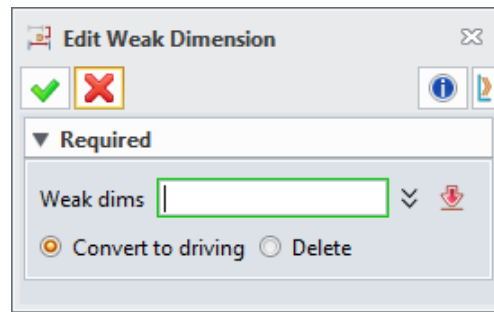 Edit Weak Dimension
Required
Weak dims
Convert to driving Delete